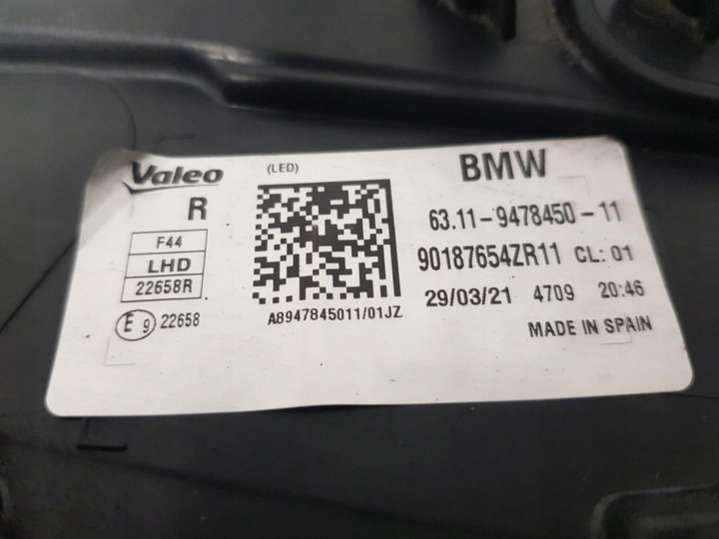 Valeo
(LED)
BMW
R
63.11-9478450-11
F44
LHD
22658R
90187654ZR11 CL: 01
29/03/21 4709 20:46
E 9 22658
A8947845011/01JZ
MADE IN SPAIN